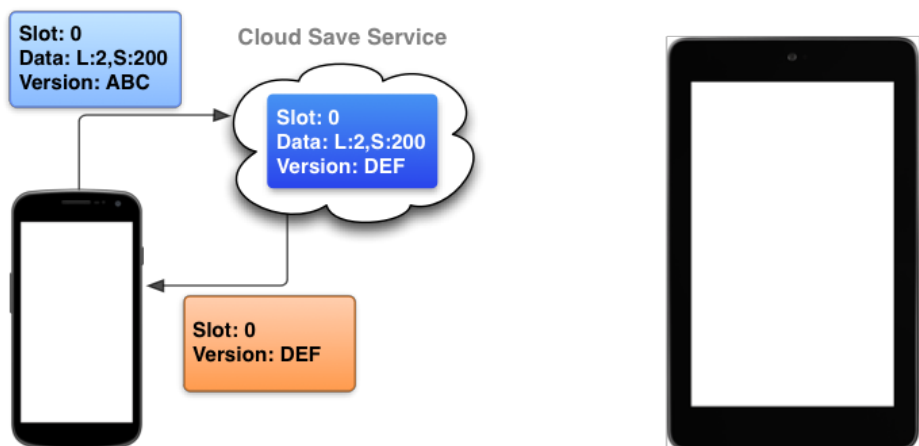 Slot: 0
Data: L:2,S:200
Version: ABC
Cloud Save Service
Slot: 0
Data: L:2,S:200
Version: DEF
Slot: 0
Version: DEF